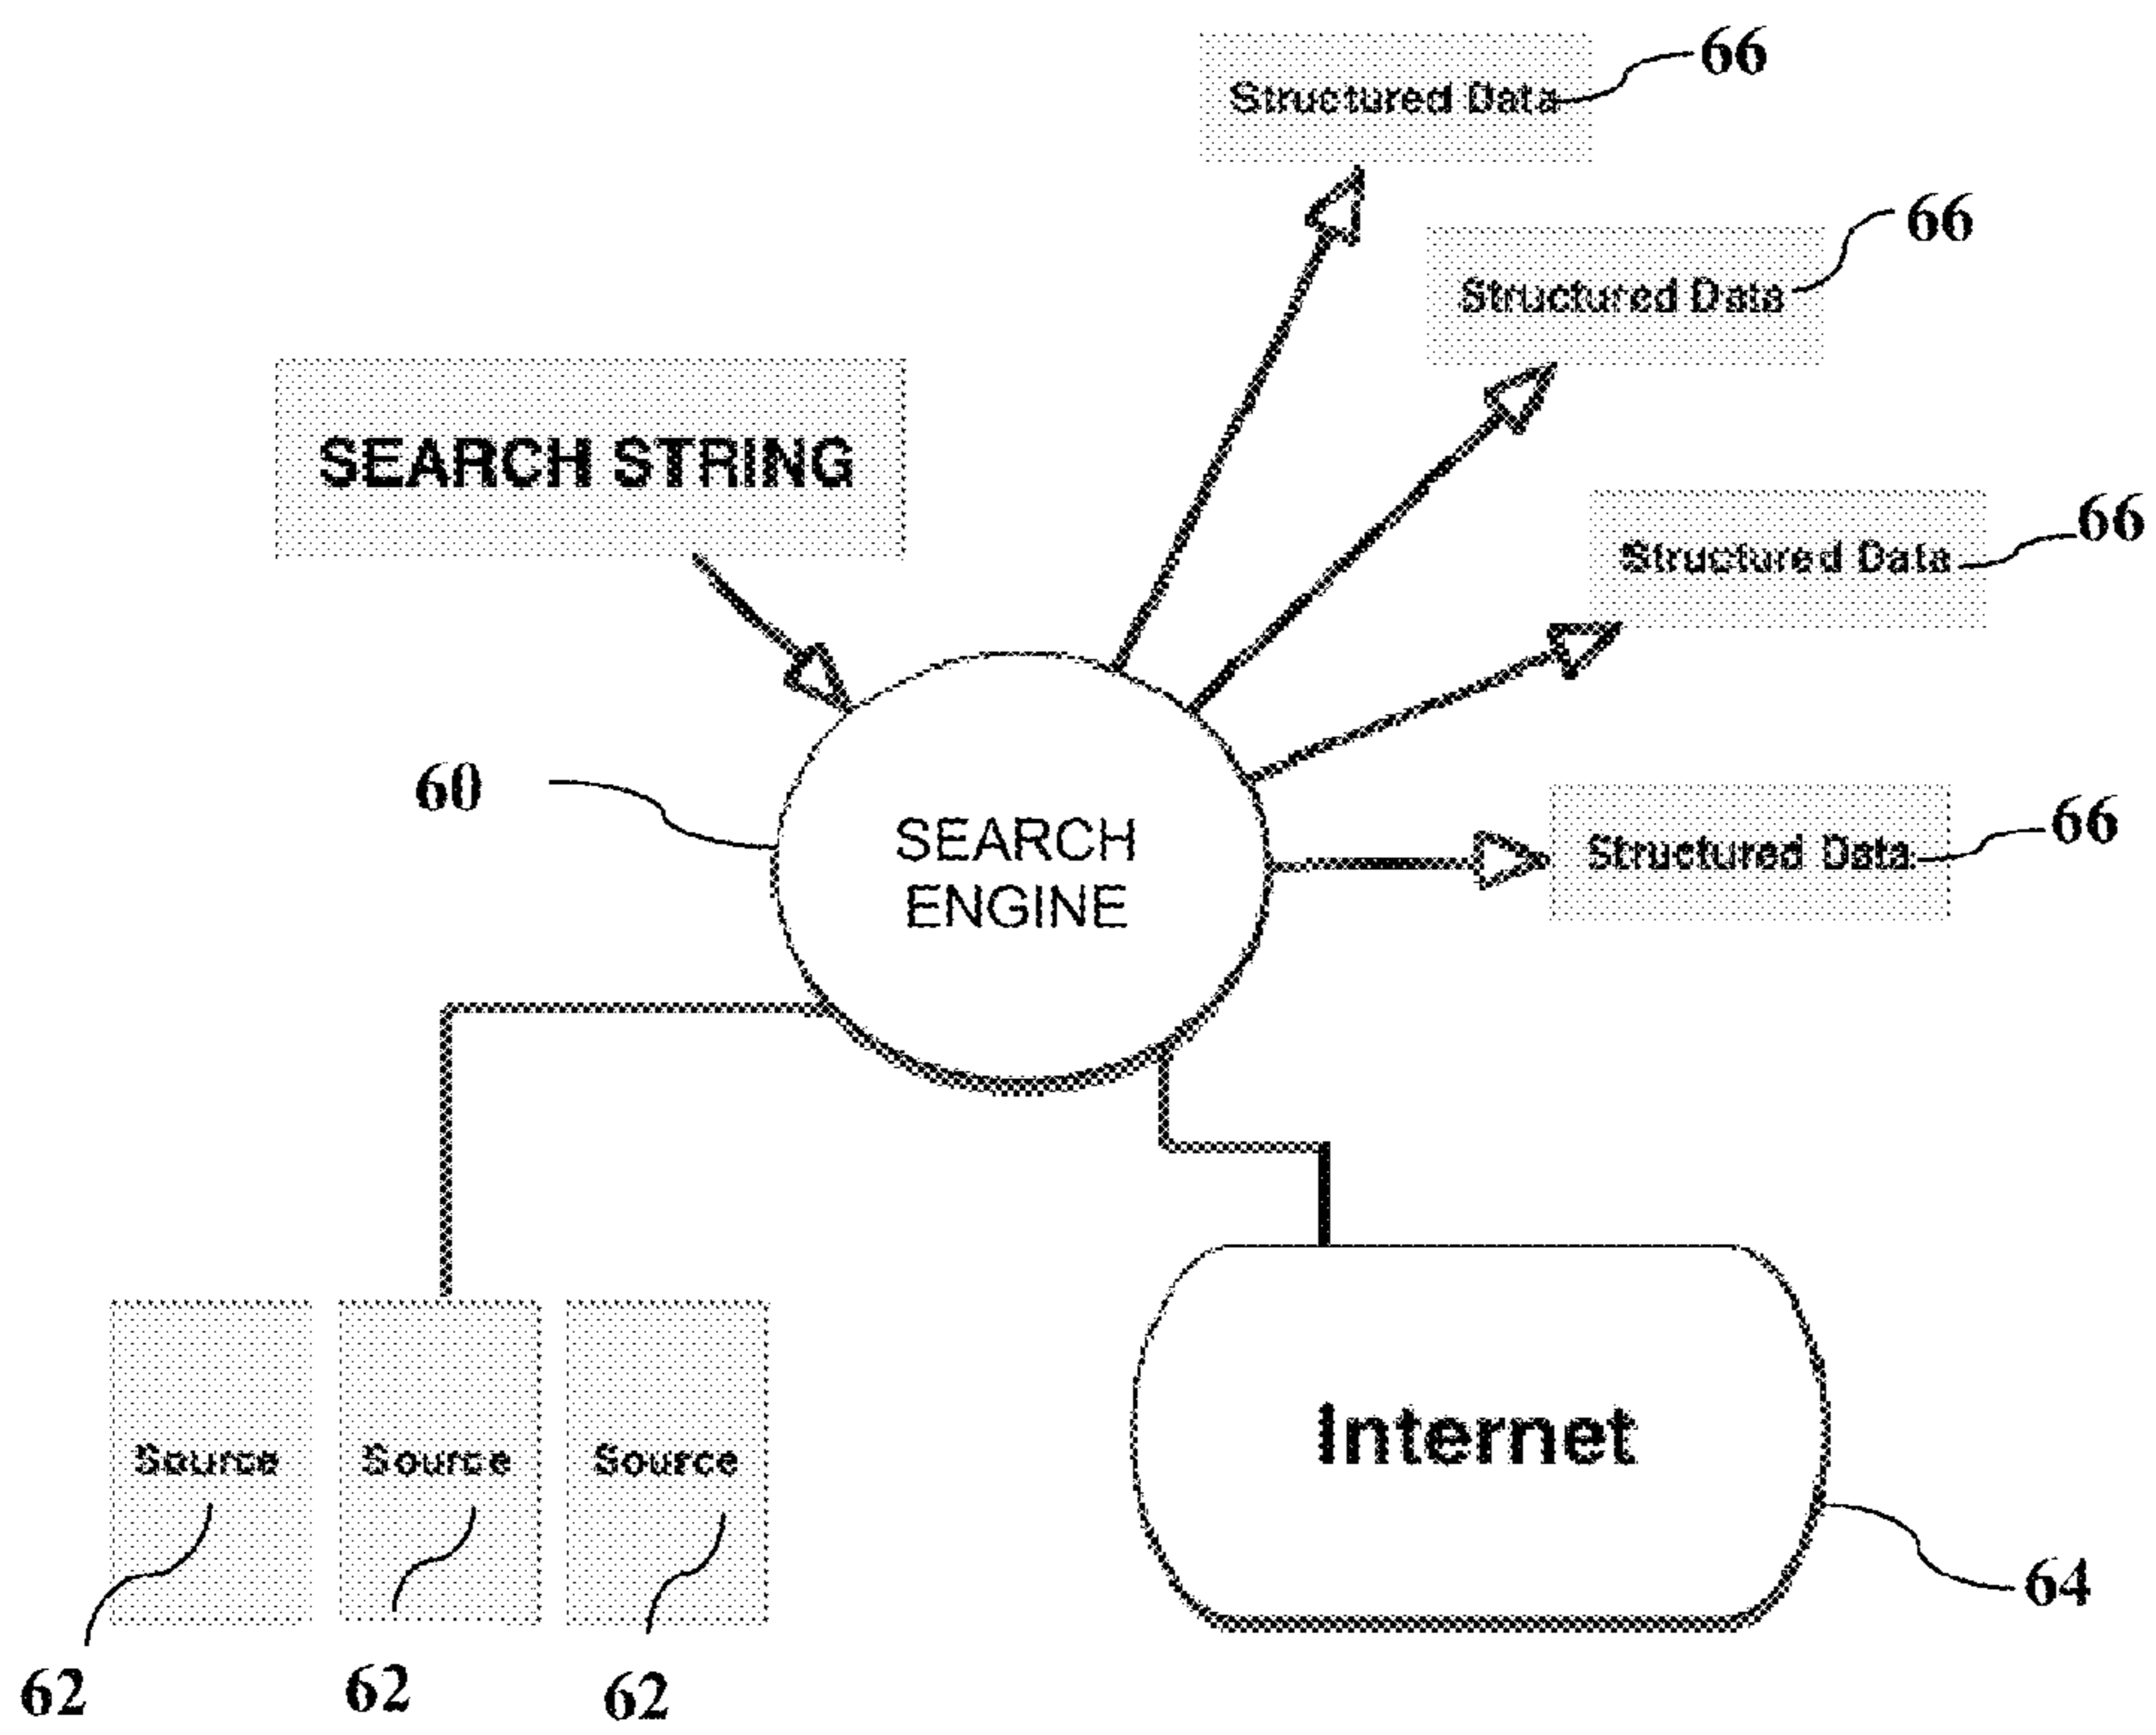 66
Structured Data
66
Structured Data
SEARCH STRING
66
Structured Data
60
SEARCH
ENGINE
66
Structured Data
Source
Source
Source
Internet
64
62
62
62